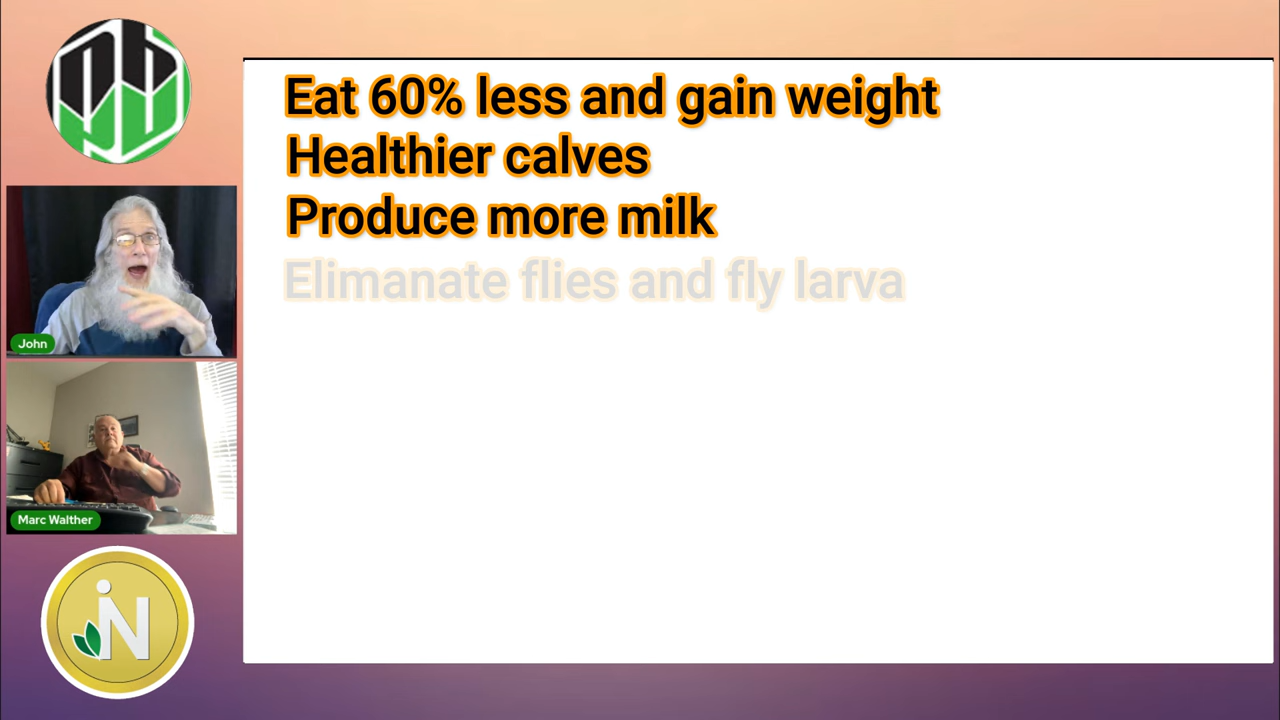 Eat 60% less and gain weight
Healthier calves
Produce more milk
Elimanate flies and fly larva
John
Marc Walther
iN